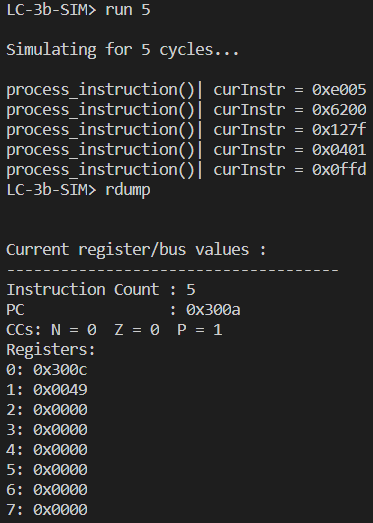 LC-3b-SIM> run 5
Simulating for 5 cycles...
process_instruction()| curInstr = 0xe005
process_instruction()| curInstr = 0x6200
process_instruction()| curInstr = 0x127f
process_instruction()| curInstr = 0x0401
process_instruction()| curInstr = 0x0ffd
LC-3b-SIM> rdump
Current register/bus values :
-------------------------------------
Instruction Count : 5
PC                : 0x300a
CCs: N = 0  Z = 0  P = 1
Registers:
0: 0x300c
1: 0x0049
2: 0x0000
3: 0x0000
4: 0x0000
5: 0x0000
6: 0x0000
7: 0x0000